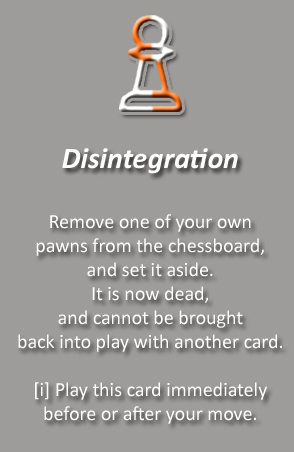 Disintegration
Remove one of your own
pawns from the chessboard,
and set it aside.
It is now dead,
and cannot be brought
back into play with another card.
[i] Play this card immediately
before or after your move.